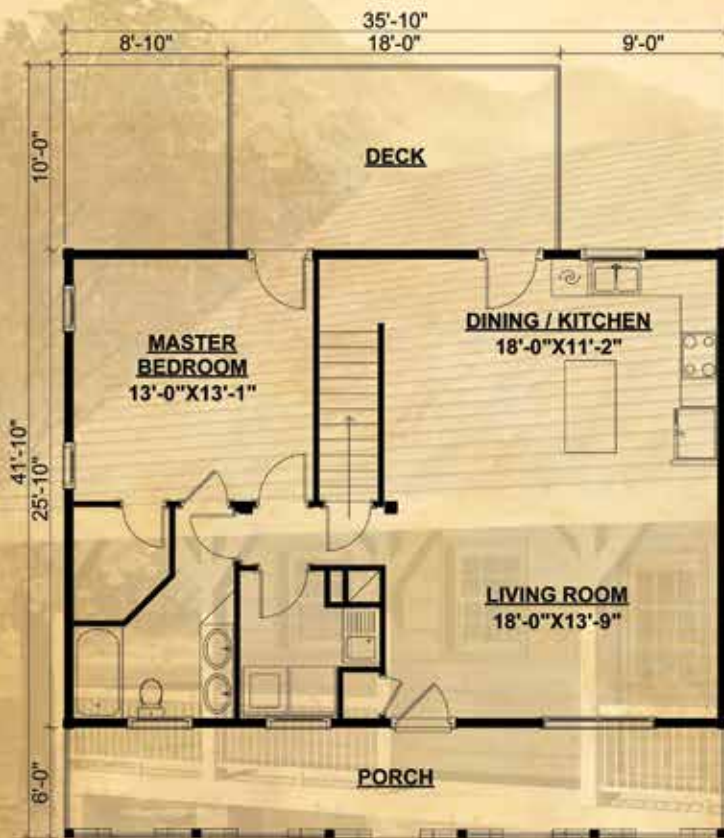 35'-10"
8'-10"
18'-0"
9'-0"
10'-0"
DECK
MASTER
BEDROOM
13'-0"X13'-1"
DINING / KITCHEN
18'-0"X11'-2"
41'-10"
25'-10"
LIVING ROOM
18'-0"X13'-9"
6'-0"
PORCH